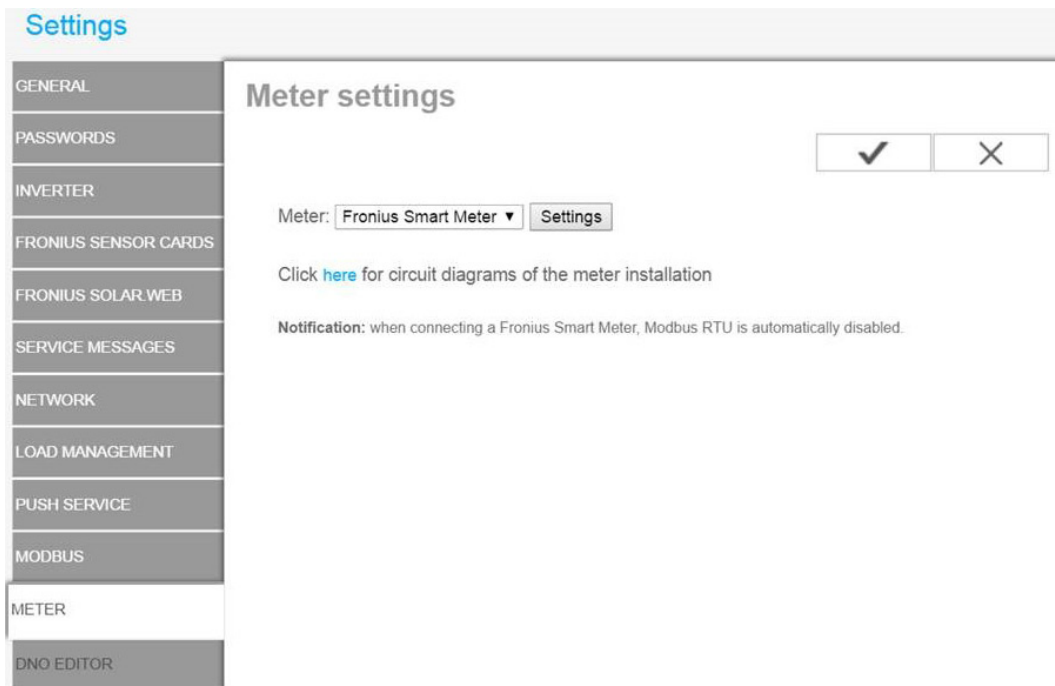 Settings
GENERAL
PASSWORDS
INVERTER
FRONIUS SENSOR CARDS
FRONIUS SOLAR.WEB
SERVICE MESSAGES
NETWORK
LOAD MANAGEMENT
PUSH SERVICE
MODBUS
METER
DNO EDITOR
Meter settings
Meter: Fronius Smart Meter ▼ Settings
Click here for circuit diagrams of the meter installation
Notification: when connecting a Fronius Smart Meter, Modbus RTU is automatically disabled.